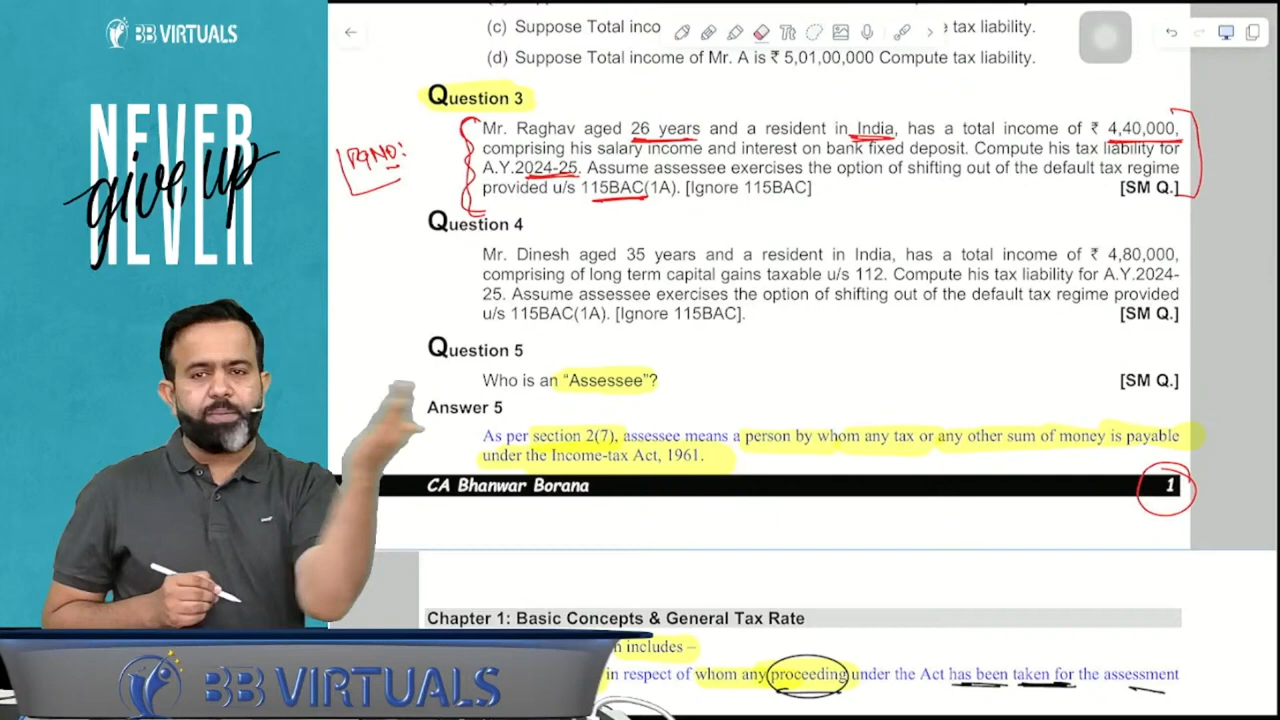 BB VIRTUALS
NEVER
give up
NEVER
(c) Suppose Total inco
tax liability.
(d) Suppose Total income of Mr. A is ₹ 5,01,00,000 Compute tax liability.
Question 3
Mr. Raghav aged 26 years and a resident in India, has a total income of ₹ 4,40,000,
comprising his salary income and interest on bank fixed deposit. Compute his tax liability for
A.Y.2024-25. Assume assessee exercises the option of shifting out of the default tax regime
provided u/s 115BAC(1A). [Ignore 115BAC] [SM Q.]
Pg No:
Question 4
Mr. Dinesh aged 35 years and a resident in India, has a total income of ₹ 4,80,000,
comprising of long term capital gains taxable u/s 112. Compute his tax liability for A.Y.2024-
25. Assume assessee exercises the option of shifting out of the default tax regime provided
u/s 115BAC(1A). [Ignore 115BAC]. [SM Q.]
Question 5
Who is an “Assessee”? [SM Q.]
Answer 5
As per section 2(7), assessee means a person by whom any tax or any other sum of money is payable
under the Income-tax Act, 1961.
CA Bhanwar Borana 1
Chapter 1: Basic Concepts & General Tax Rate
h includes –
in respect of whom any proceeding under the Act has been taken for the assessment
BB VIRTUALS